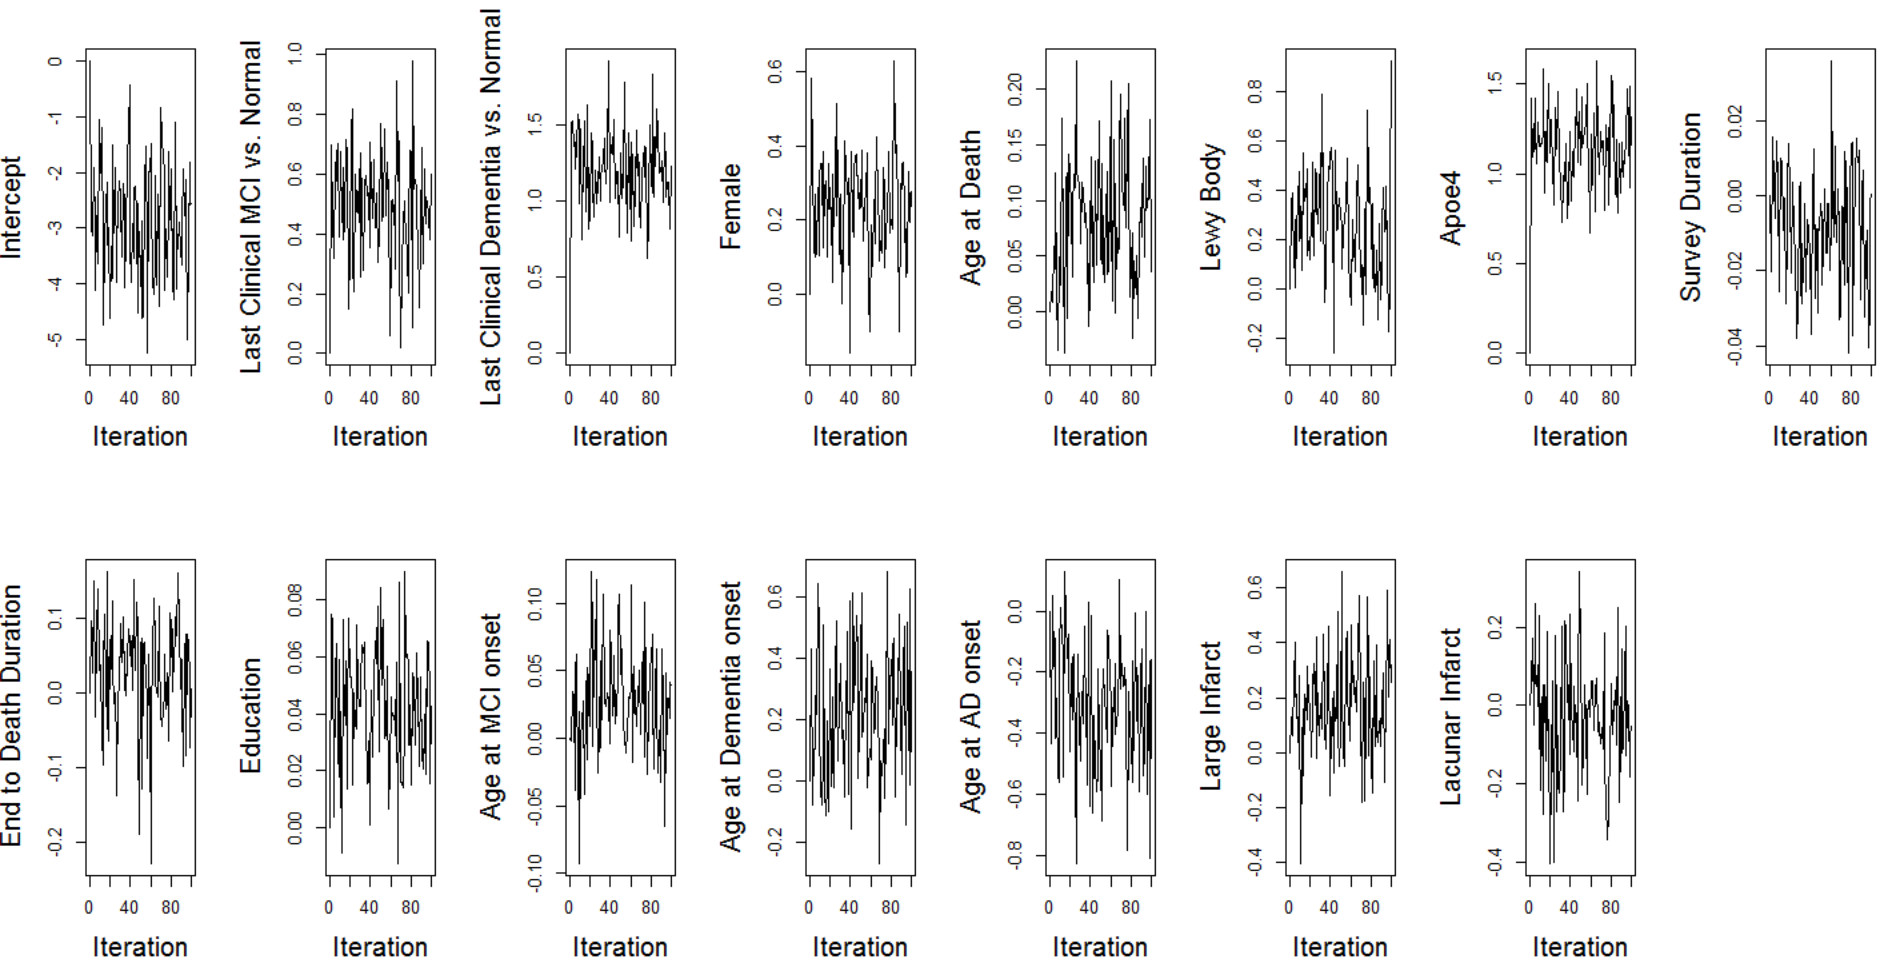 Intercept
0
-1
-2
-3
-4
-5
0 40 80
Iteration
Last Clinical MCI vs. Normal
1.0
0.8
0.6
0.4
0.2
0.0
0 40 80
Iteration
Last Clinical Dementia vs. Normal
1.5
1.0
0.5
0.0
0 40 80
Iteration
Female
0.6
0.4
0.2
0.0
0 40 80
Iteration
Age at Death
0.20
0.15
0.10
0.05
0.00
0 40 80
Iteration
Lewy Body
0.8
0.6
0.4
0.2
0.0
-0.2
0 40 80
Iteration
Apoe4
1.5
1.0
0.5
0.0
0 40 80
Iteration
Survey Duration
0.02
0.00
-0.02
-0.04
0 40 80
Iteration
End to Death Duration
0.1
0.0
-0.1
-0.2
0 40 80
Iteration
Education
0.08
0.06
0.04
0.02
0.00
0 40 80
Iteration
Age at MCI onset
0.10
0.05
0.00
-0.05
-0.10
0 40 80
Iteration
Age at Dementia onset
0.6
0.4
0.2
0.0
-0.2
0 40 80
Iteration
Age at AD onset
0.0
-0.2
-0.4
-0.6
-0.8
0 40 80
Iteration
Large Infarct
0.6
0.4
0.2
0.0
-0.2
-0.4
0 40 80
Iteration
Lacunar Infarct
0.2
0.0
-0.2
-0.4
0 40 80
Iteration